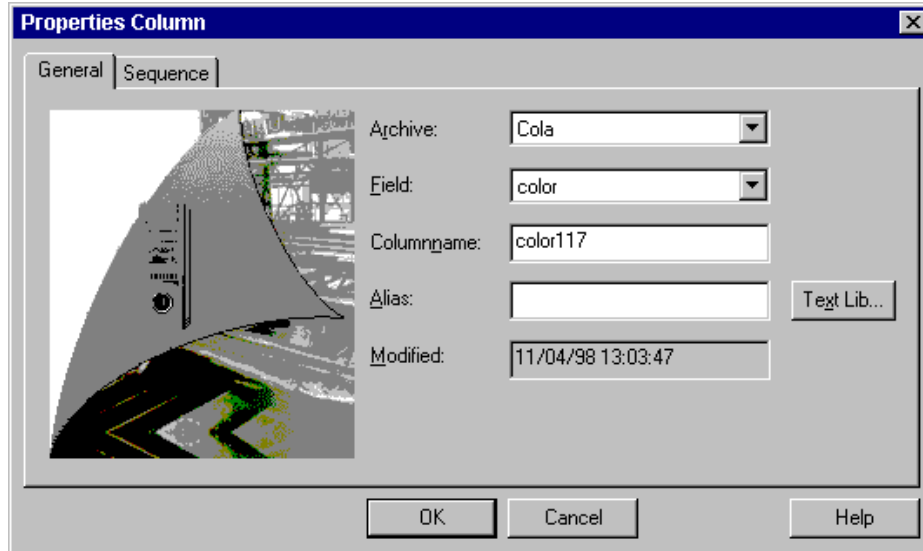 Properties Column
General Sequence
Archive: Cola
Field: color
Columnname: color117
Alias: Text Lib...
Modified: 11/04/98 13:03:47
OK Cancel Help